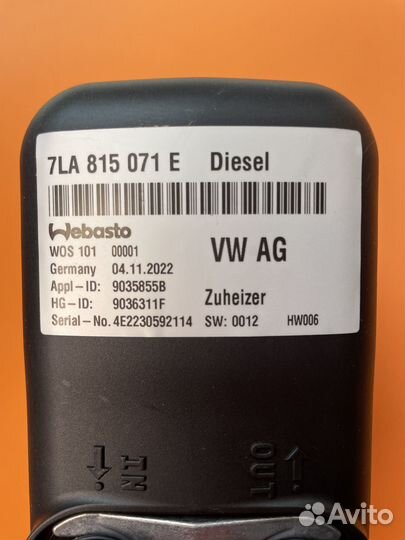 7LA 815 071 E Diesel
Webasto
WOS 101 00001 VW AG
Germany 04.11.2022
Appl-ID: 9035855B
HG-ID: 9036311F Zuheizer
Serial-No. 4E2230592114 SW: 0012 HW006
IN OUT
Avito